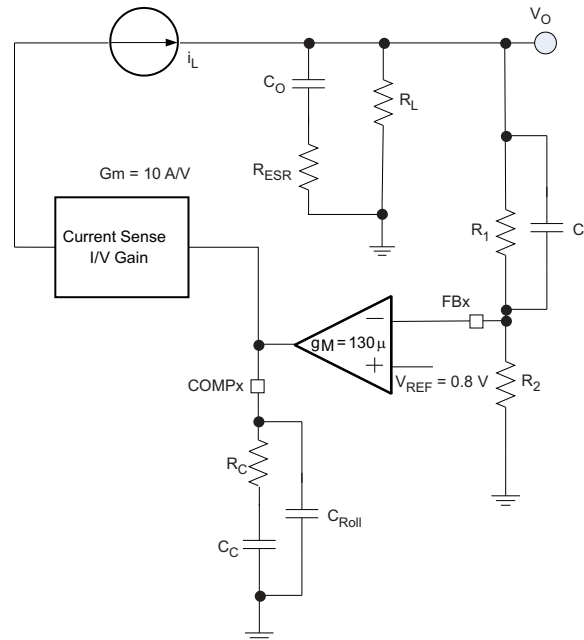 V_O
i_L
C_O
R_L
R_ESR
Gm = 10 A/V
Current Sense
I/V Gain
R_1
C
FBx
g_M = 130 µ
COMPx
V_REF = 0.8 V
R_2
R_C
C_Roll
C_C